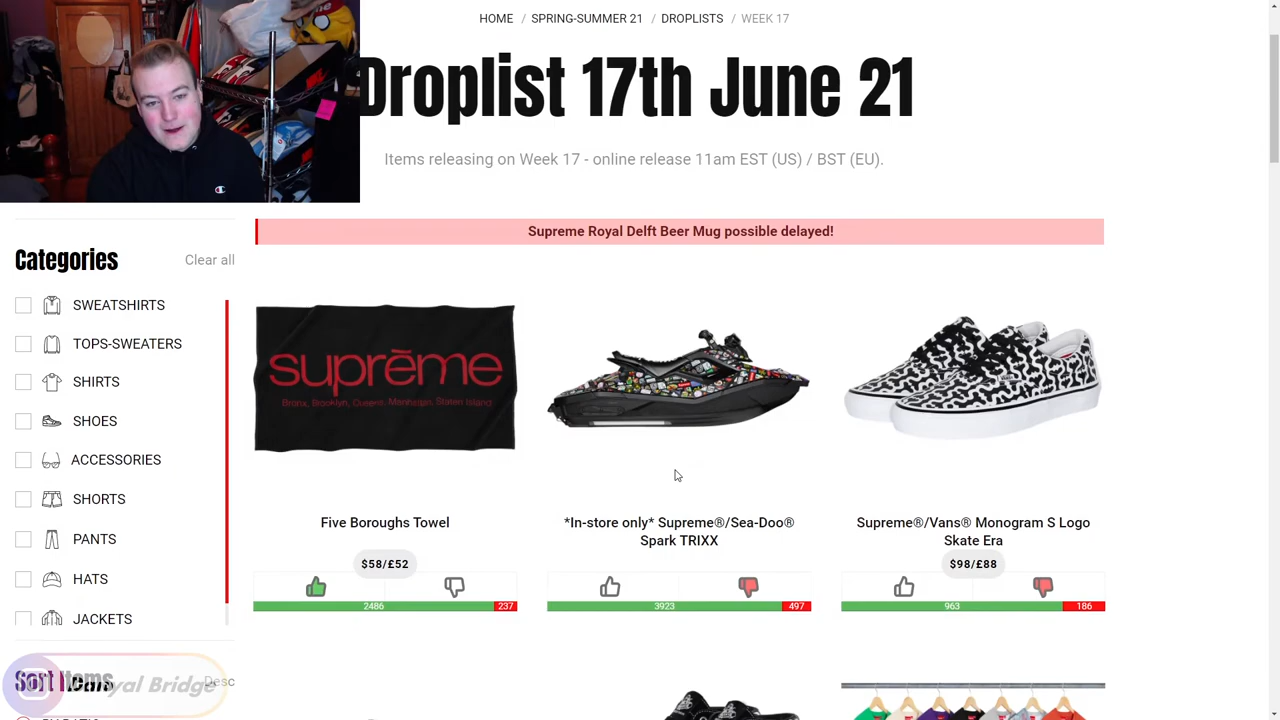 HOME / SPRING-SUMMER 21 / DROPLISTS / WEEK 17
Droplist 17th June 21
Items releasing on Week 17 - online release 11am EST (US) / BST (EU).
Supreme Royal Delft Beer Mug possible delayed!
Categories Clear all
SWEATSHIRTS
TOPS-SWEATERS
SHIRTS
SHOES
ACCESSORIES
SHORTS
PANTS
HATS
JACKETS
Sort Items Desc
suprēme
Bronx, Brooklyn, Queens, Manhattan, Staten Island
Five Boroughs Towel
$58/£52
2486 237
*In-store only* Supreme®/Sea-Doo®
Spark TRIXX
3923 497
Supreme®/Vans® Monogram S Logo
Skate Era
$98/£88
963 186